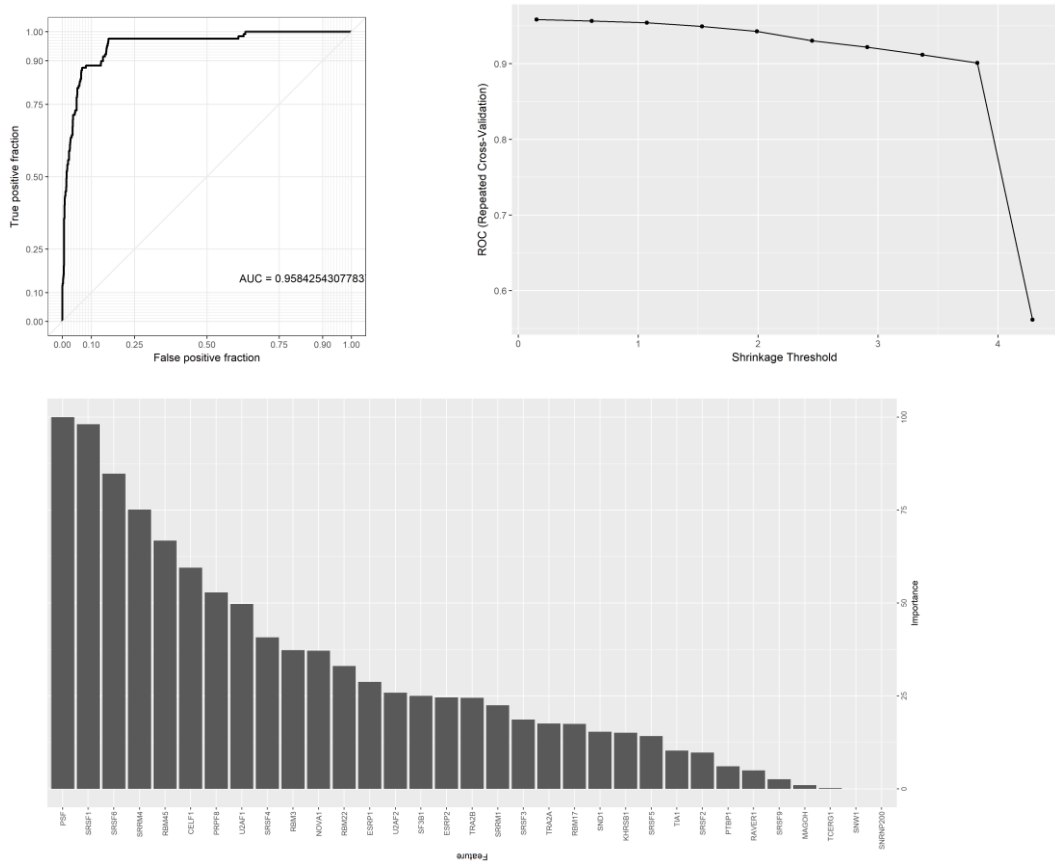 1.00
0.90
0.75
0.50
0.25
0.10
0.00
True positive fraction
AUC = 0.95842543077837
0.00 0.10 0.25 0.50 0.75 0.90 1.00
False positive fraction
0.9
0.8
0.7
0.6
ROC (Repeated Cross-Validation)
0 1 2 3 4
Shrinkage Threshold
100
75
50
25
0
Importance
PSF
SRSF1
SRSF6
SRRM4
RBM45
CELF1
PRPF8
U2AF1
SRSF4
RBM3
NOVA1
RBM22
ESRP1
U2AF2
SF3B1
ESRP2
TRA2B
SRRM1
SRSF3
TRA2A
RBM17
SND1
KHRSB1
SRSF5
TIA1
SRSF2
PTBP1
RAVER1
SRSF9
MAGOH1
TCERG1
SNW1
SNRNP200
Feature